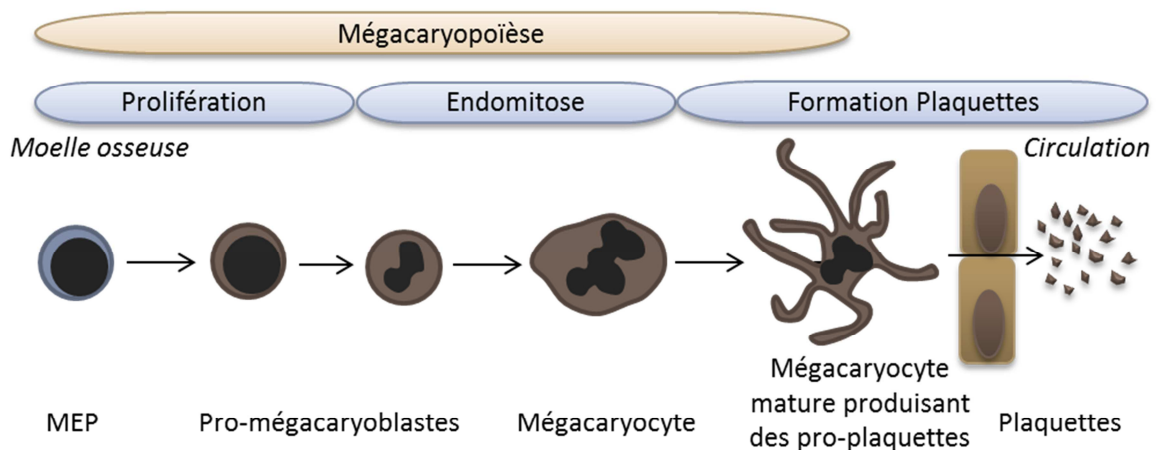 Mégacaryopoïèse
Prolifération
Endomitose
Formation Plaquettes
Moelle osseuse
Circulation
MEP
Pro-mégacaryoblastes
Mégacaryocyte
Mégacaryocyte
mature produisant
des pro-plaquettes
Plaquettes